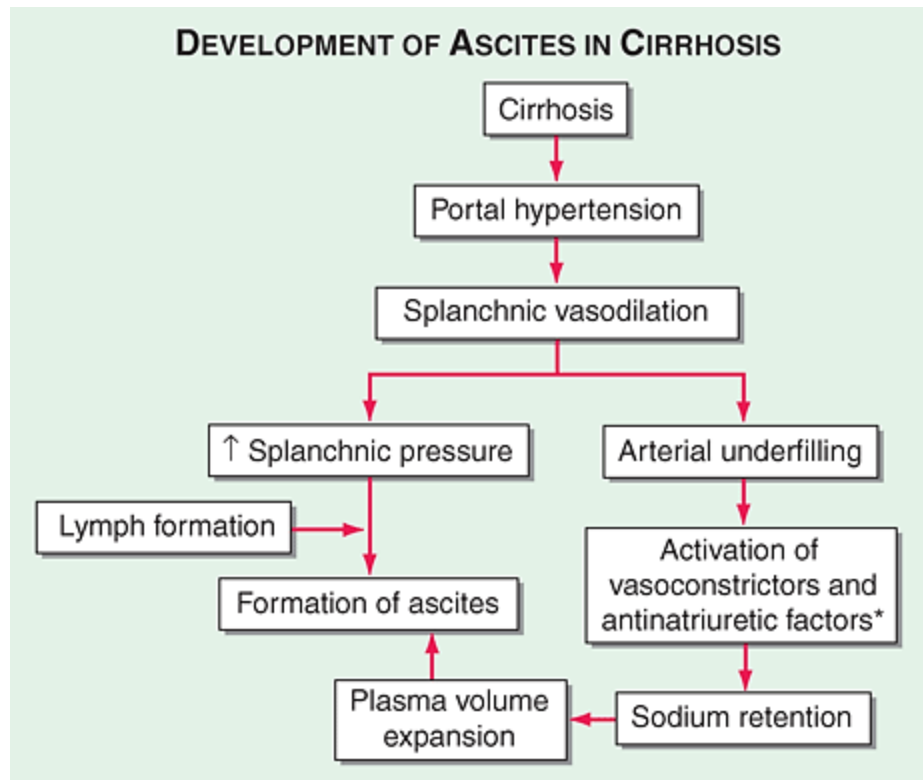 DEVELOPMENT OF ASCITES IN CIRRHOSIS
Cirrhosis
Portal hypertension
Splanchnic vasodilation
↑ Splanchnic pressure
Arterial underfilling
Lymph formation
Activation of
vasoconstrictors and
antinatriuretic factors*
Formation of ascites
Plasma volume
expansion
Sodium retention